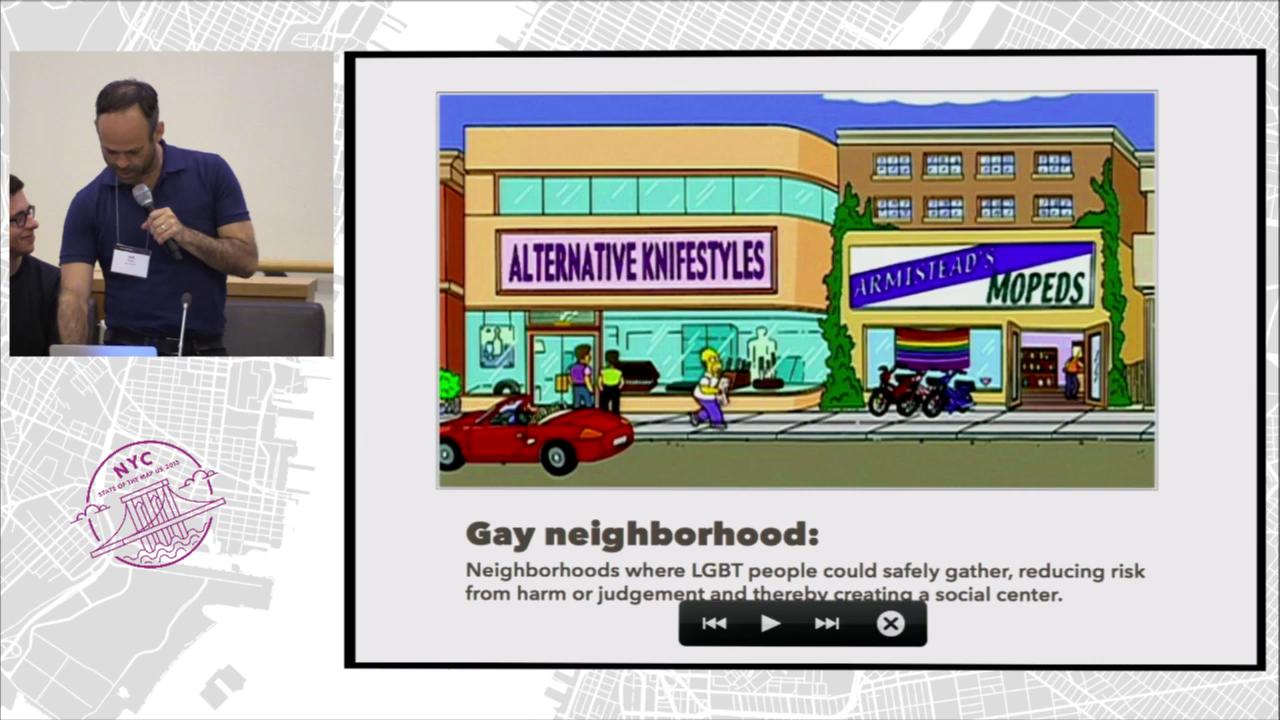 ALTERNATIVE KNIFESTYLES
ARMISTEAD'S
MOPEDS
Gay neighborhood:
Neighborhoods where LGBT people could safely gather, reducing risk
from harm or judgement and thereby creating a social center.
NYC
STATE OF THE MAP US 2015